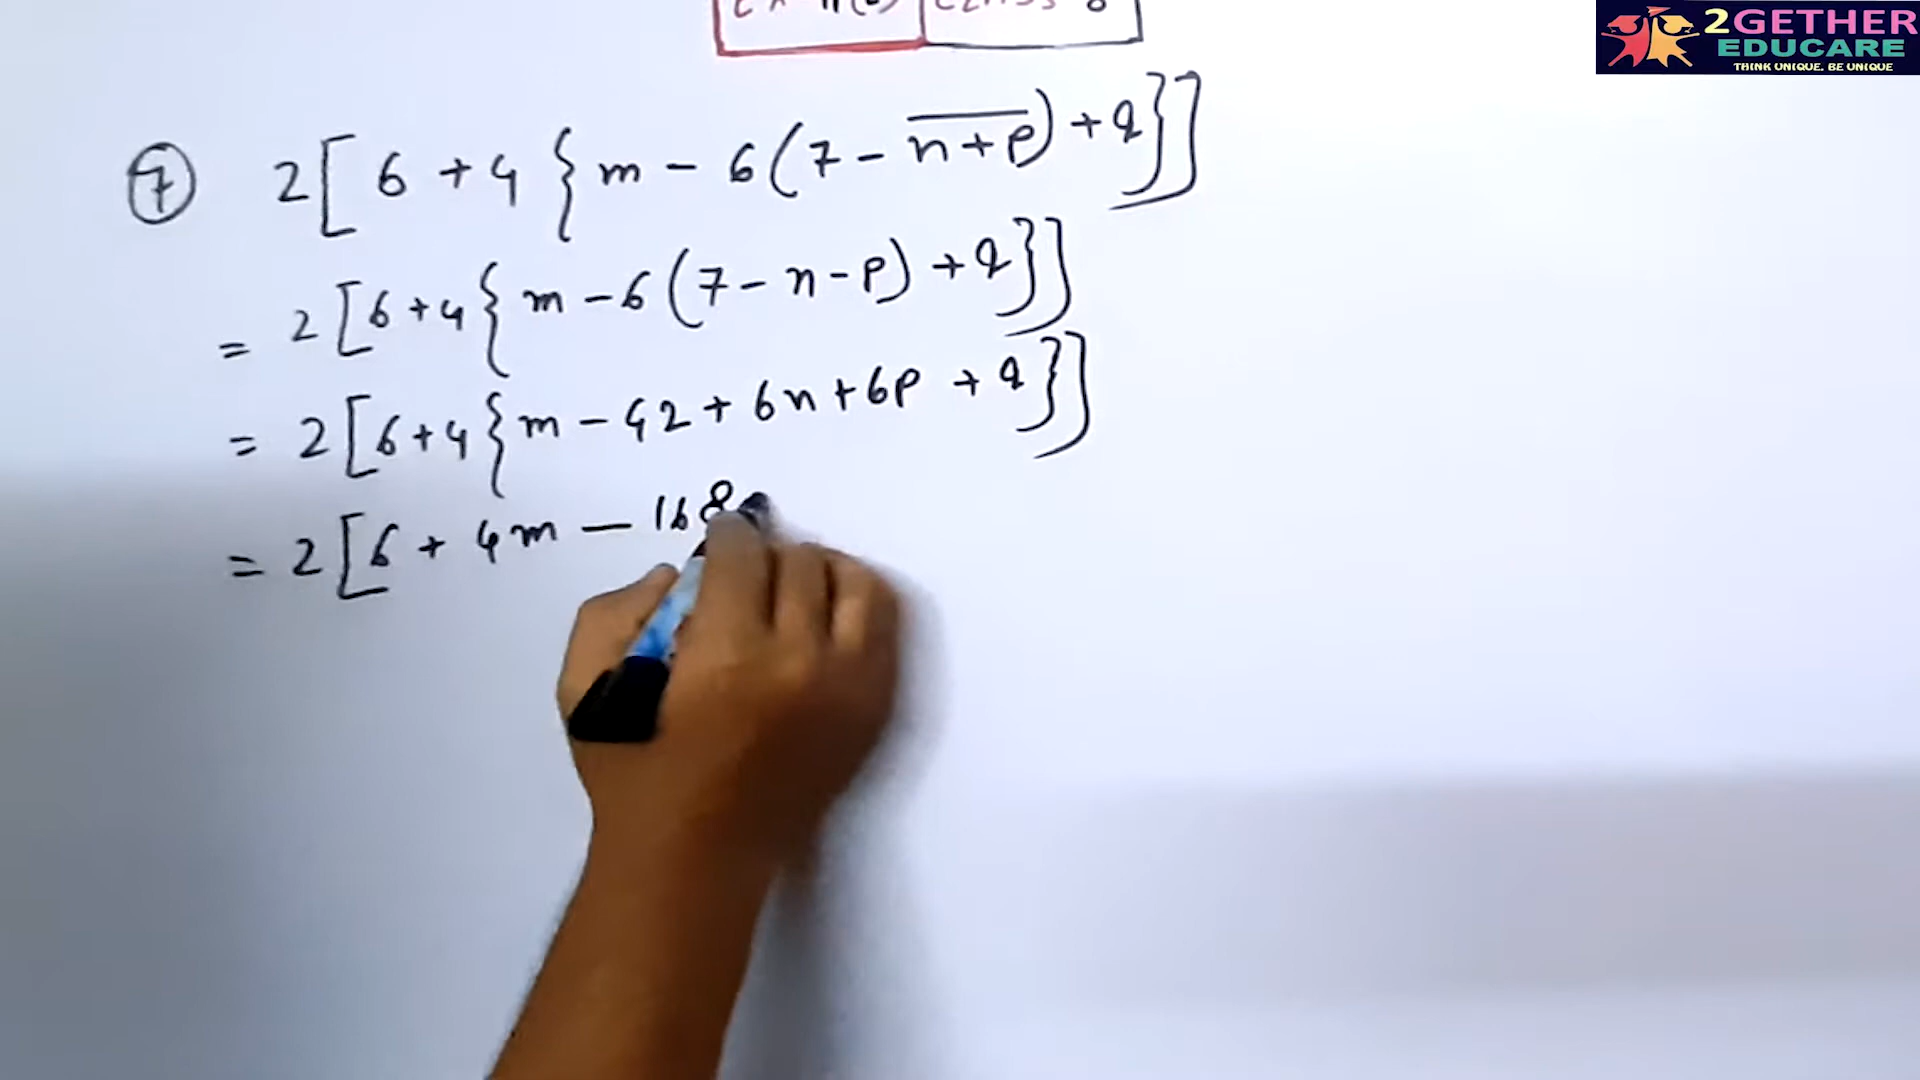 2GETHER
EDUCARE
THINK UNIQUE. BE UNIQUE
7 2[6+4{m-6(7-n+p)+q}]
= 2[6+4{m-6(7-n-p)+q}]
= 2[6+4{m-42+6n+6p+q}]
= 2[6+4m-168